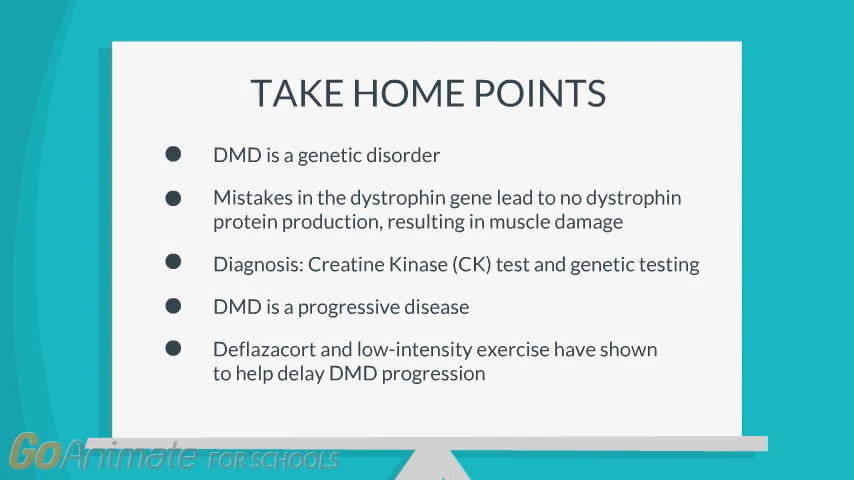 TAKE HOME POINTS
DMD is a genetic disorder
Mistakes in the dystrophin gene lead to no dystrophin
protein production, resulting in muscle damage
Diagnosis: Creatine Kinase (CK) test and genetic testing
DMD is a progressive disease
Deflazacort and low-intensity exercise have shown
to help delay DMD progression
GoAnimate FOR SCHOOLS